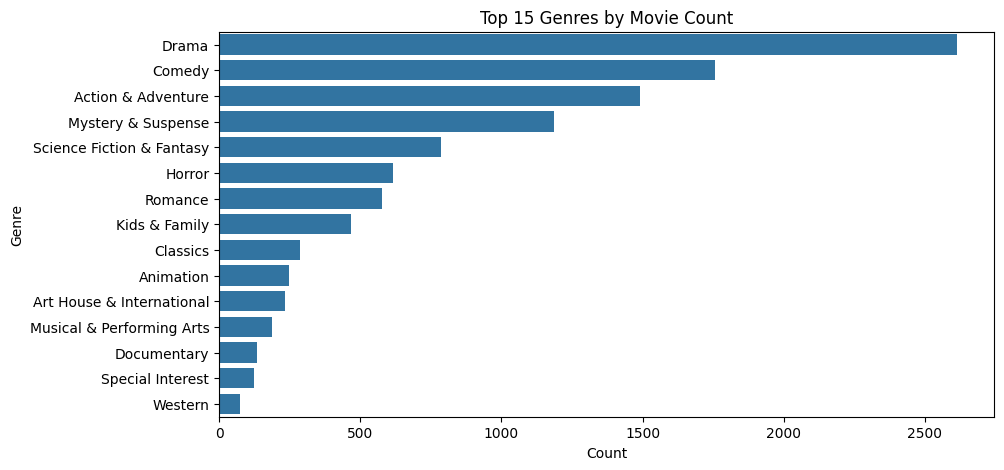 Top 15 Genres by Movie Count
Genre
Drama
Comedy
Action & Adventure
Mystery & Suspense
Science Fiction & Fantasy
Horror
Romance
Kids & Family
Classics
Animation
Art House & International
Musical & Performing Arts
Documentary
Special Interest
Western
0 500 1000 1500 2000 2500
Count